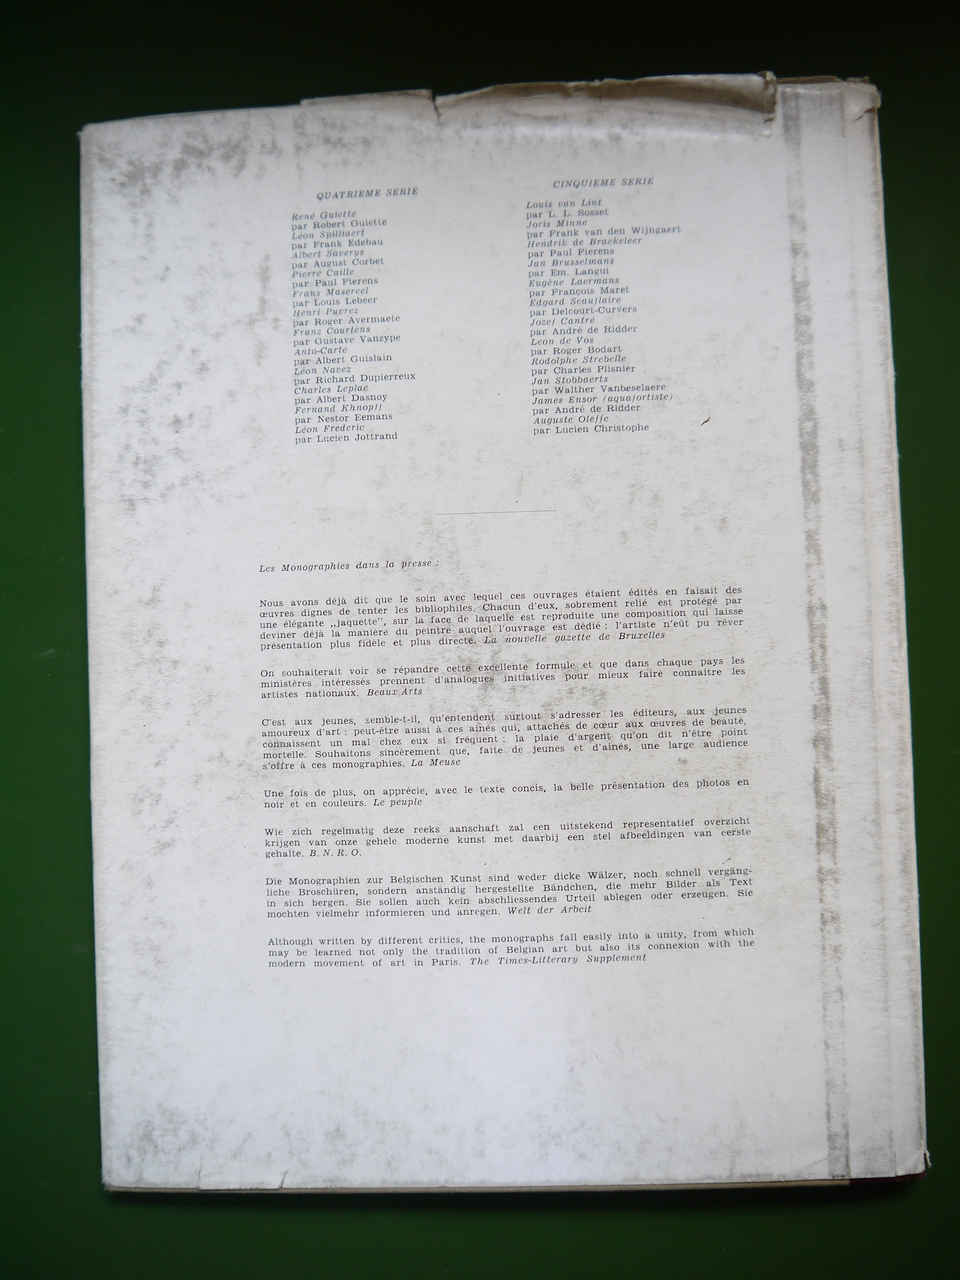 QUATRIEME SERIE
René Guiette
par Robert Guiette
Léon Spilliaert
par Frank Edebau
Albert Saverys
par August Corbet
Pierre Caille
par Paul Fierens
Frans Masereel
par Louis Lebeer
Henri Puvrez
par Roger Avermaete
Franz Courtens
par Gustave Vanzype
Anto-Carte
par Albert Guislain
Léon Navez
par Richard Dupierreux
Charles Leplae
par Albert Dasnoy
Fernand Khnopff
par Nestor Eemans
Léon Frederic
par Lucien Jottrand
CINQUIEME SERIE
Louis van Lint
par L. L. Sosset
Joris Minne
par Frank van den Wijngaert
Hendrik de Braekeleer
par Paul Fierens
Jan Brusselmans
par Em. Langui
Eugène Laermans
par François Maret
Edgard Scauflaire
par Delcourt-Curvers
Jozef Cantré
par André de Ridder
Leon de Vos
par Roger Bodart
Rodolphe Strebelle
par Charles Plisnier
Jan Stobbaerts
par Walther Vanbeselaere
James Ensor (aquafortiste)
par André de Ridder
Auguste Oleffe
par Lucien Christophe
Les Monographies dans la presse :
Nous avons déjà dit que le soin avec lequel ces ouvrages étaient édités en faisait des
œuvres dignes de tenter les bibliophiles. Chacun d'eux, sobrement relié est protégé par
une élégante „jaquette", sur la face de laquelle est reproduite une composition qui laisse
deviner déjà la manière du peintre auquel l'ouvrage est dédié : l'artiste n'eût pu rêver
présentation plus fidèle et plus directe. La nouvelle gazette de Bruxelles
On souhaiterait voir se répandre cette excellente formule et que dans chaque pays les
ministères intéressés prennent d'analogues initiatives pour mieux faire connaître les
artistes nationaux. Beaux Arts
C'est aux jeunes, semble-t-il, qu'entendent surtout s'adresser les éditeurs, aux jeunes
amoureux d'art : peut-être aussi à ces aînés qui, attachés de cœur aux œuvres de beauté,
connaissent un mal chez eux si fréquent : la plaie d'argent qu'on dit n'être point
mortelle. Souhaitons sincèrement que, faite de jeunes et d'aînés, une large audience
s'offre à ces monographies. La Meuse
Une fois de plus, on apprécie, avec le texte concis, la belle présentation des photos en
noir et en couleurs. Le peuple
Wie zich regelmatig deze reeks aanschaft zal een uitstekend representatief overzicht
krijgen van onze gehele moderne kunst met daarbij een stel afbeeldingen van eerste
gehalte. B. N. R. O.
Die Monographien zur Belgischen Kunst sind weder dicke Wälzer, noch schnell vergäng-
liche Broschüren, sondern anständig hergestellte Bändchen, die mehr Bilder als Text
in sich bergen. Sie sollen auch kein abschliessendes Urteil ablegen oder erzeugen. Sie
mochten vielmehr informieren und anregen. Welt der Arbeit
Although written by different critics, the monographs fall easily into a unity, from which
may be learned not only the tradition of Belgian art but also its connexion with the
modern movement of art in Paris. The Times-Litterary Supplement